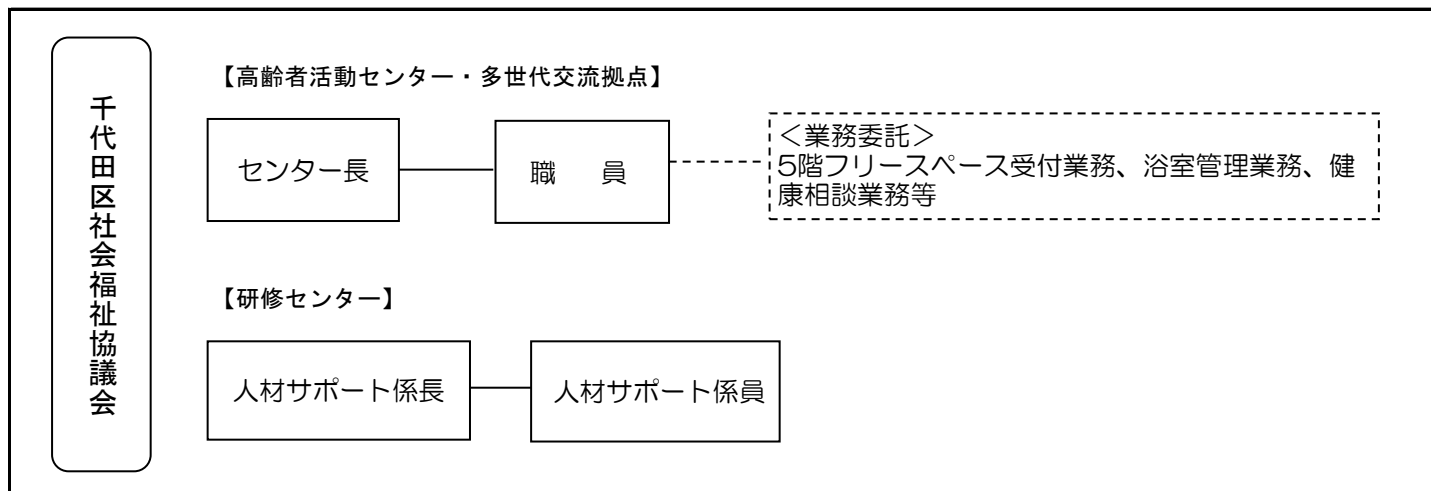 千代田区社会福祉協議会
【高齢者活動センター・多世代交流拠点】
センター長
職　員
＜業務委託＞
5階フリースペース受付業務、浴室管理業務、健
康相談業務等
【研修センター】
人材サポート係長
人材サポート係員